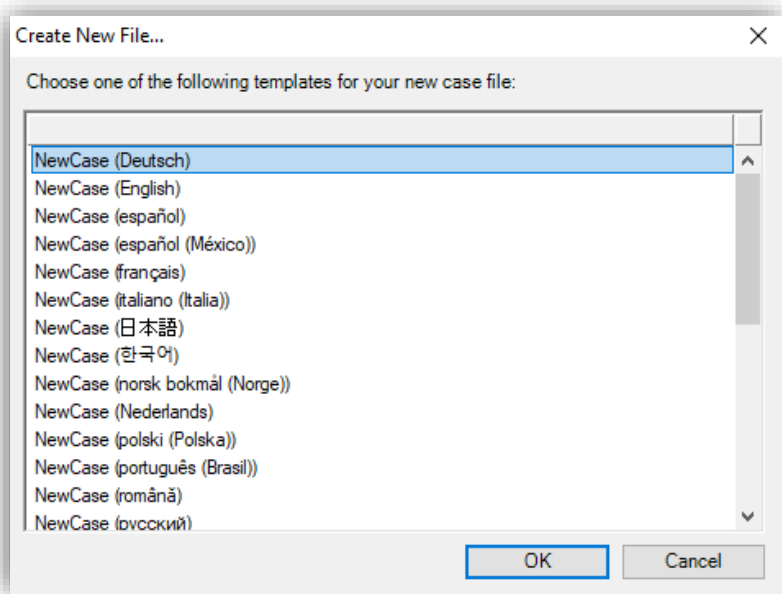 Create New File...
Choose one of the following templates for your new case file:
NewCase (Deutsch)
NewCase (English)
NewCase (español)
NewCase (español (México))
NewCase (français)
NewCase (italiano (Italia))
NewCase (日本語)
NewCase (한국어)
NewCase (norsk bokmål (Norge))
NewCase (Nederlands)
NewCase (polski (Polska))
NewCase (português (Brasil))
NewCase (română)
NewCase (русский)
OK Cancel